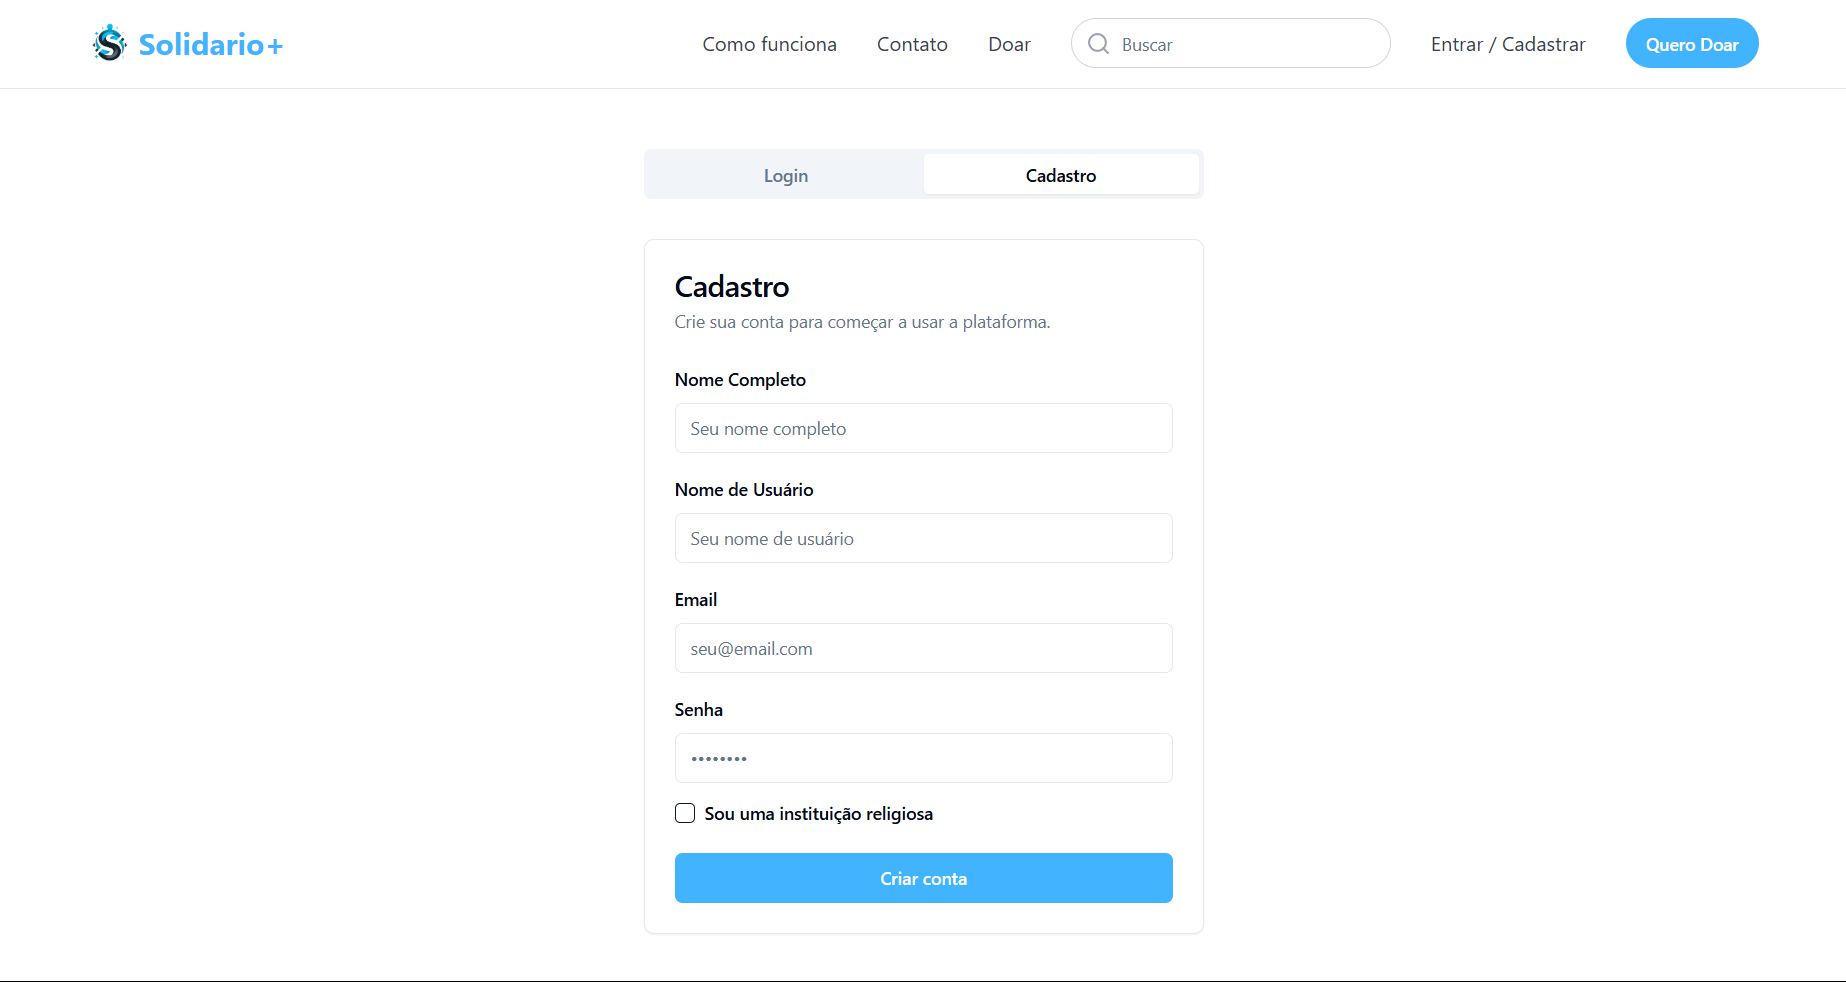 Solidario+
Como funciona
Contato
Doar
Buscar
Entrar / Cadastrar
Quero Doar
Login
Cadastro
Cadastro
Crie sua conta para começar a usar a plataforma.
Nome Completo
Seu nome completo
Nome de Usuário
Seu nome de usuário
Email
seu@email.com
Senha
••••••••
Sou uma instituição religiosa
Criar conta